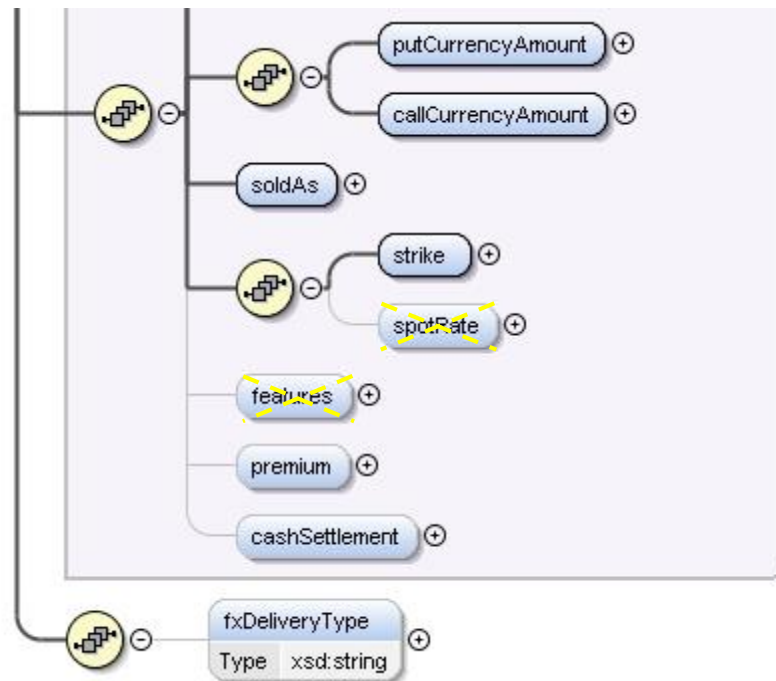 putCurrencyAmount
callCurrencyAmount
soldAs
strike
spotRate
features
premium
cashSettlement
fxDeliveryType
Type xsd:string